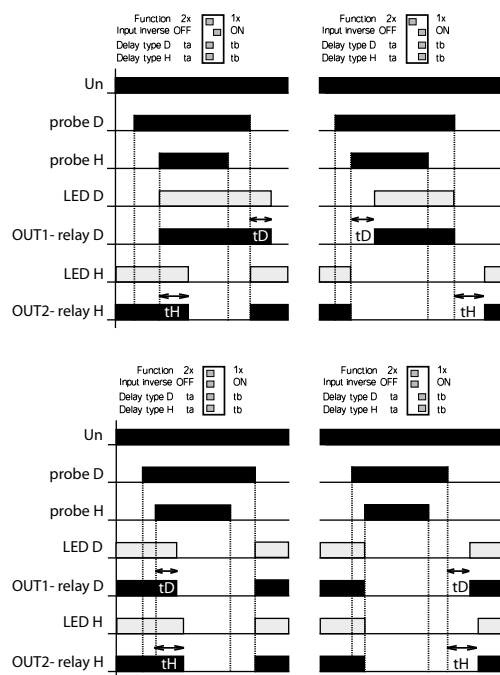 Function 2x 1x
Input inverse OFF ON
Delay type D ta tb
Delay type H ta tb
Function 2x 1x
Input inverse OFF ON
Delay type D ta tb
Delay type H ta tb
Un
probe D
probe H
LED D
OUT1- relay D tD tD
LED H
OUT2- relay H tH tH
Function 2x 1x
Input inverse OFF ON
Delay type D ta tb
Delay type H ta tb
Function 2x 1x
Input inverse OFF ON
Delay type D ta tb
Delay type H ta tb
Un
probe D
probe H
LED D
OUT1- relay D tD tD
LED H
OUT2- relay H tH tH